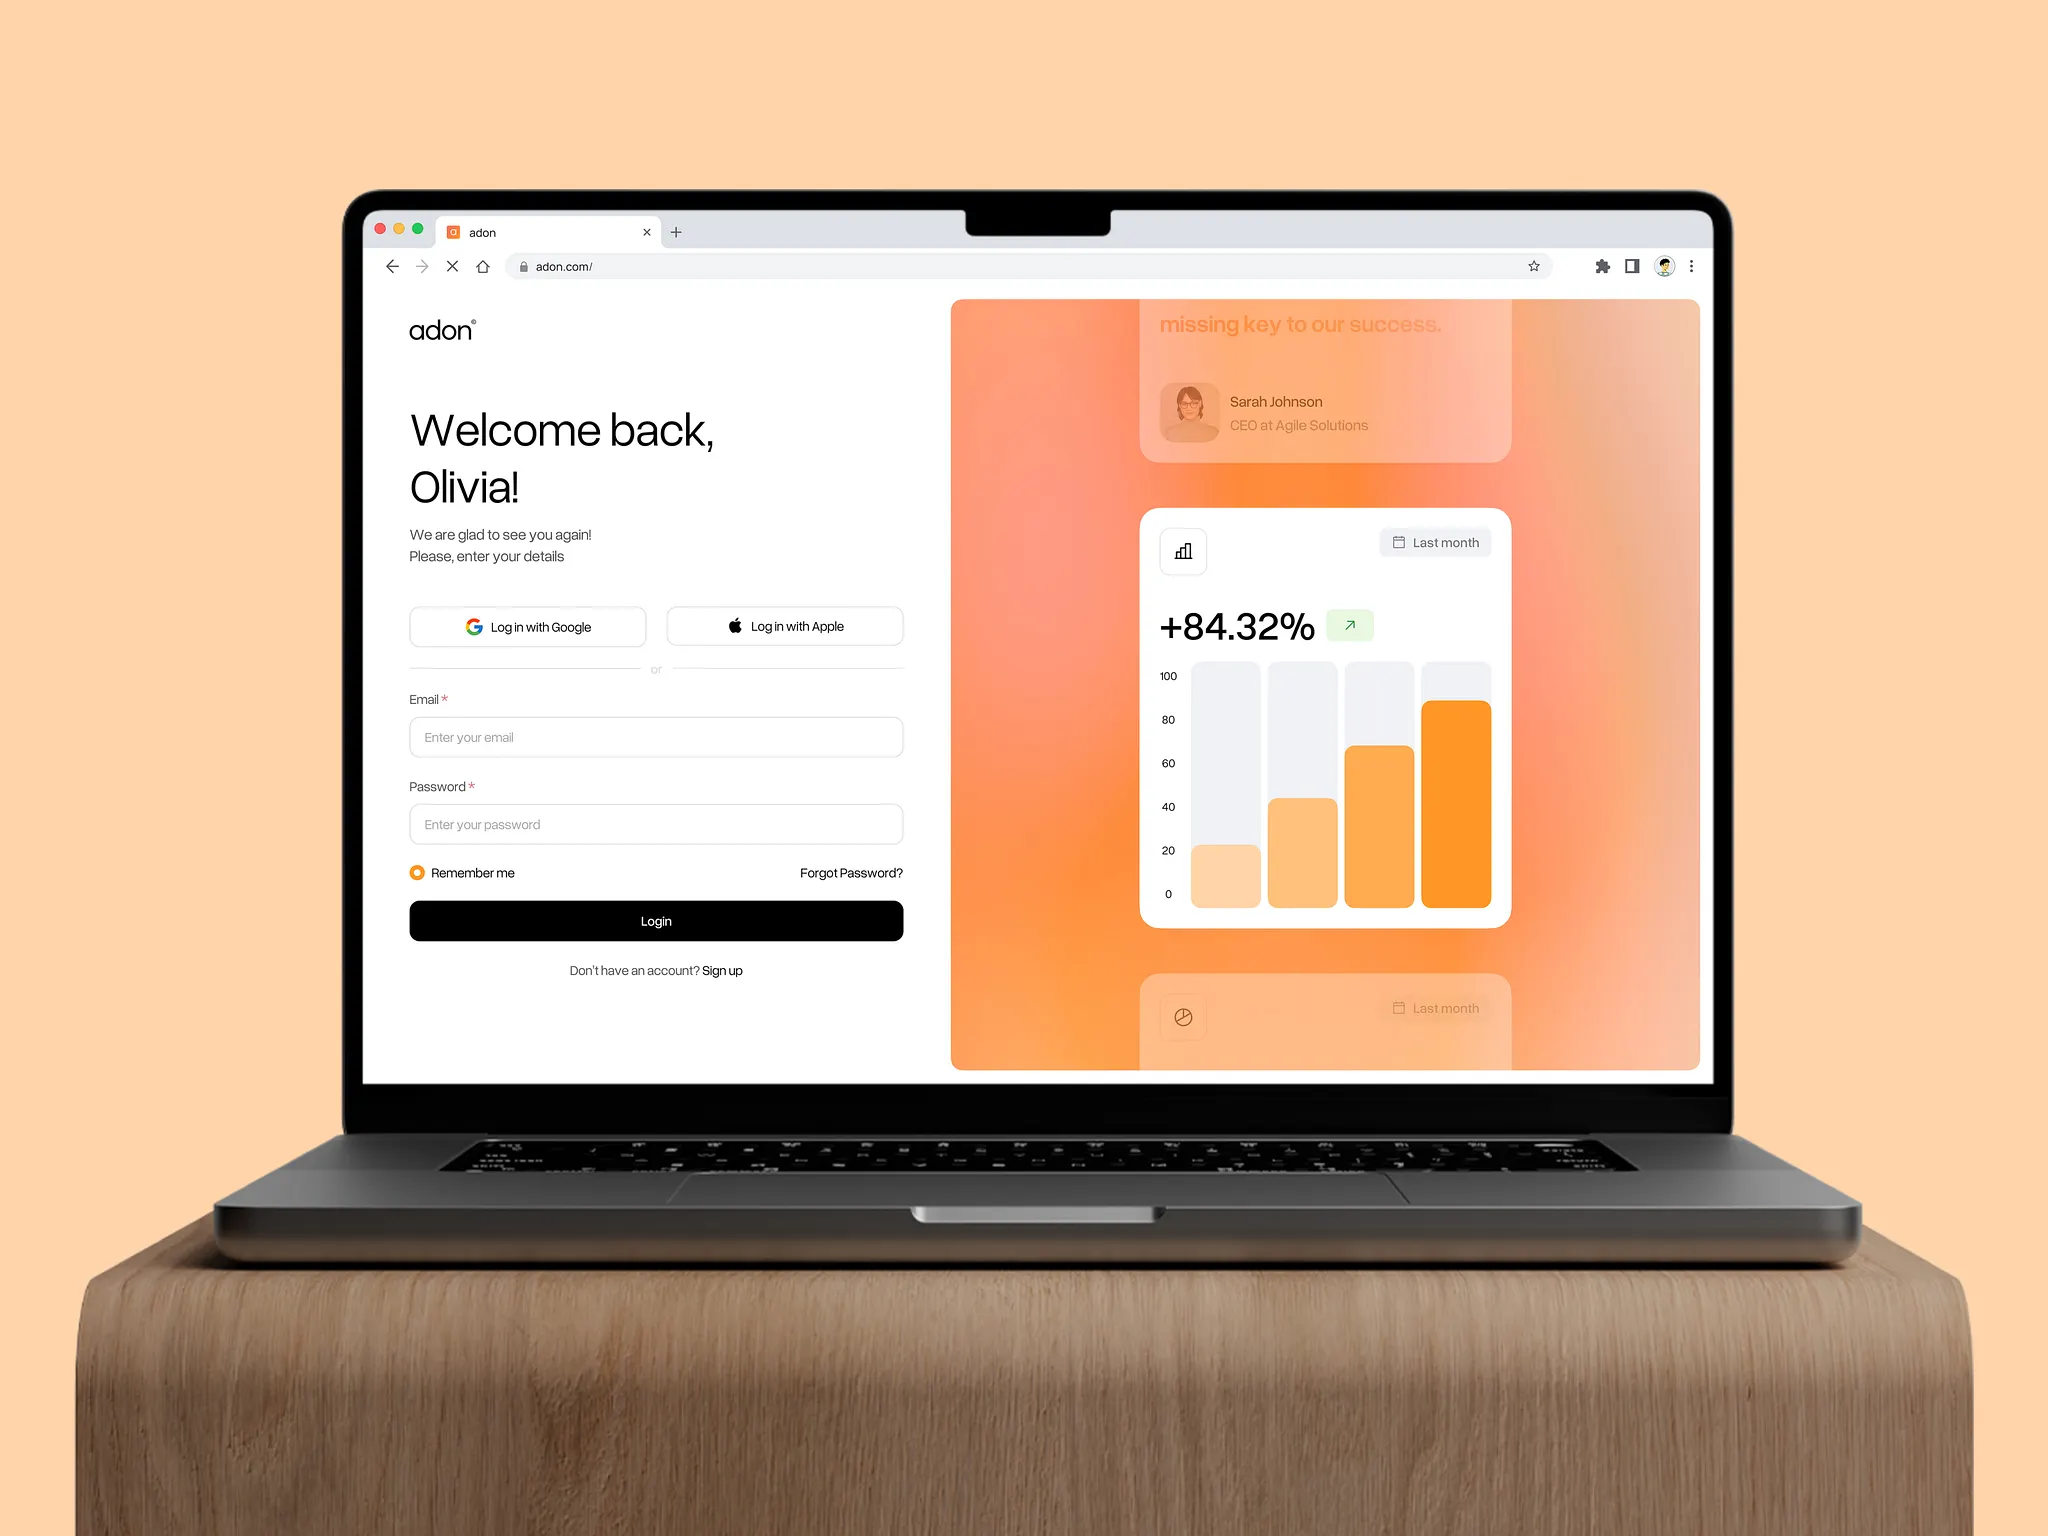 adon
adon.com/
adon©
Welcome back,
Olivia!
We are glad to see you again!
Please, enter your details
Log in with Google
Log in with Apple
or
Email *
Enter your email
Password *
Enter your password
Remember me
Forgot Password?
Login
Don't have an account? Sign up
missing key to our success.
Sarah Johnson
CEO at Agile Solutions
Last month
+84.32%
100
80
60
40
20
0
Last month